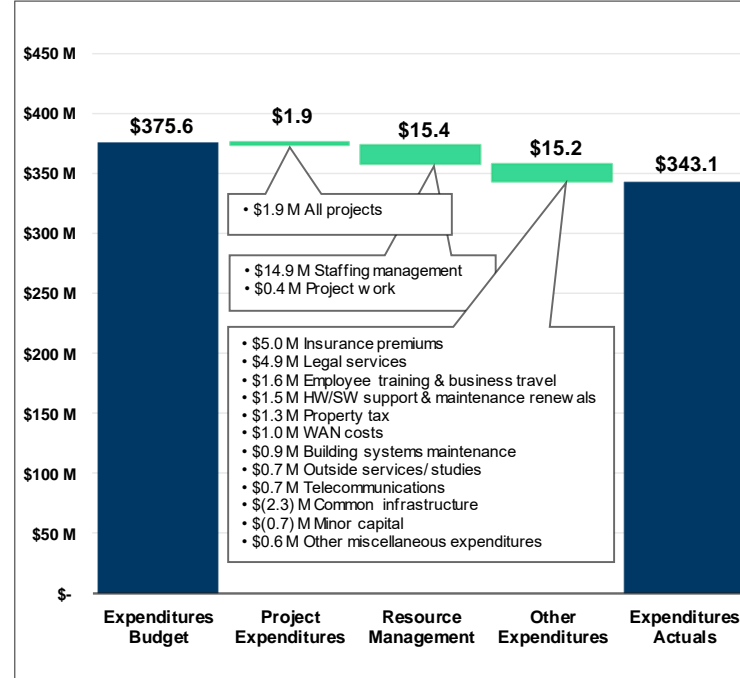 $450 M
$400 M
$350 M
$300 M
$250 M
$200 M
$150 M
$100 M
$50 M
$-
$375.6
$1.9
$15.4
$15.2
$343.1
• $1.9 M All projects
• $14.9 M Staffing management
• $0.4 M Project work
• $5.0 M Insurance premiums
• $4.9 M Legal services
• $1.6 M Employee training & business travel
• $1.5 M HW/SW support & maintenance renewals
• $1.3 M Property tax
• $1.0 M WAN costs
• $0.9 M Building systems maintenance
• $0.7 M Outside services/studies
• $0.7 M Telecommunications
• $(2.3) M Common infrastructure
• $(0.7) M Minor capital
• $0.6 M Other miscellaneous expenditures
Expenditures
Budget
Project
Expenditures
Resource
Management
Other
Expenditures
Expenditures
Actuals